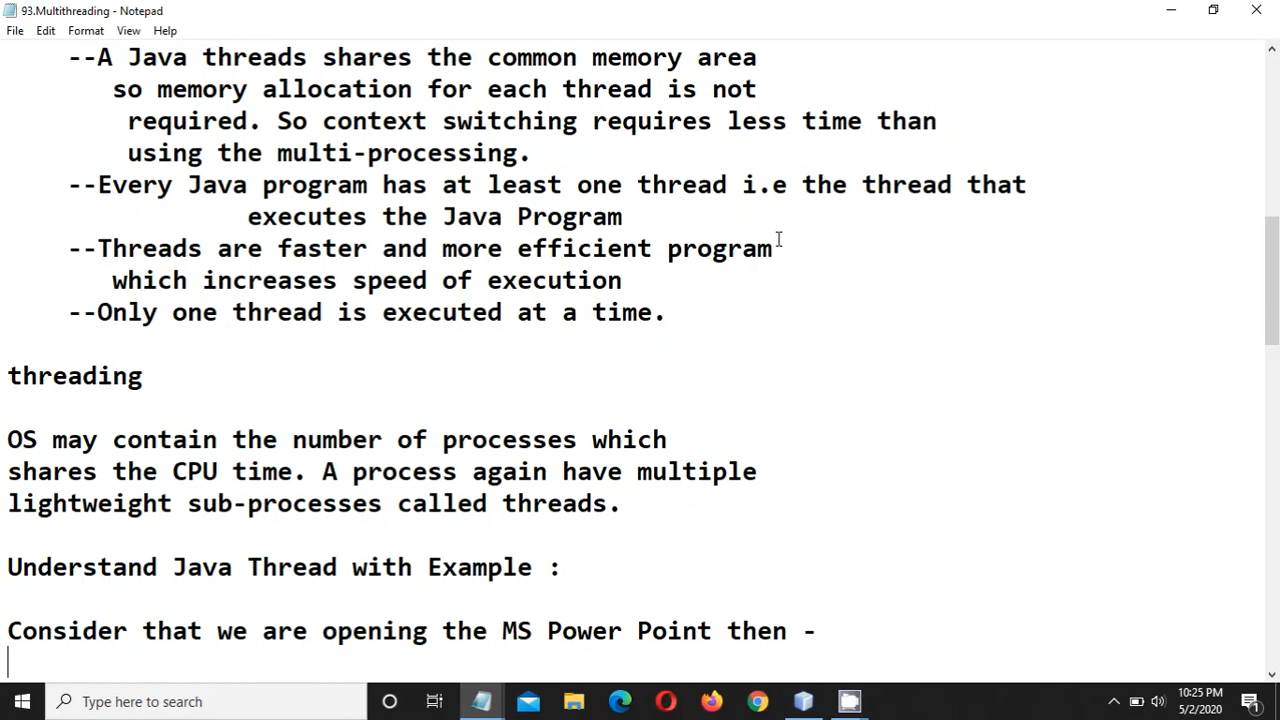 93.Multithreading - Notepad
File Edit Format View Help
--A Java threads shares the common memory area
so memory allocation for each thread is not
required. So context switching requires less time than
using the multi-processing.
--Every Java program has at least one thread i.e the thread that
executes the Java Program
--Threads are faster and more efficient program
which increases speed of execution
--Only one thread is executed at a time.
threading
OS may contain the number of processes which
shares the CPU time. A process again have multiple
lightweight sub-processes called threads.
Understand Java Thread with Example :
Consider that we are opening the MS Power Point then -
Type here to search
10:25 PM
5/2/2020
1